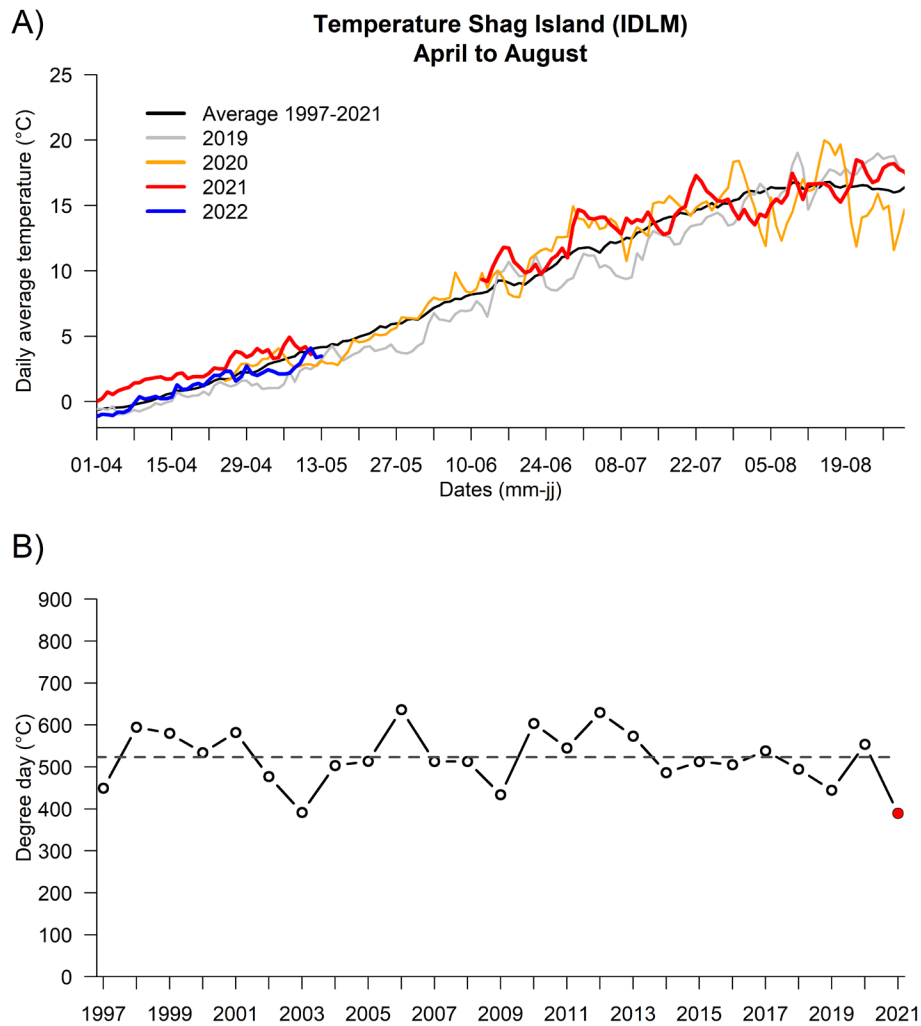 A)
Temperature Shag Island (IDLM)
April to August
Daily average temperature (°C)
25
20
15
10
5
0
Average 1997-2021
2019
2020
2021
2022
01-04 15-04 29-04 13-05 27-05 10-06 24-06 08-07 22-07 05-08 19-08
Dates (mm-jj)
B)
Degree day (°C)
900
800
700
600
500
400
300
200
100
0
1997 1999 2001 2003 2005 2007 2009 2011 2013 2015 2017 2019 2021